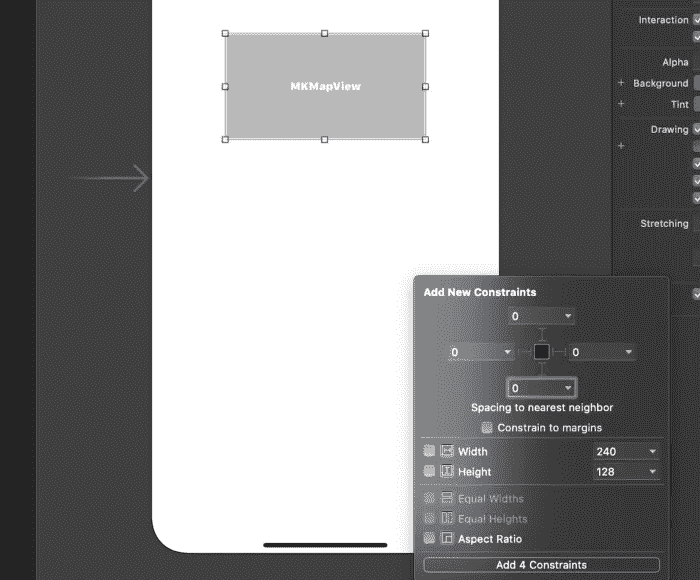 Interaction
Alpha
+ Background
+ Tint
Drawing
+
Stretching
MKMapView
Add New Constraints
0
0 0
0
Spacing to nearest neighbor
Constrain to margins
Width 240
Height 128
Equal Widths
Equal Heights
Aspect Ratio
Add 4 Constraints